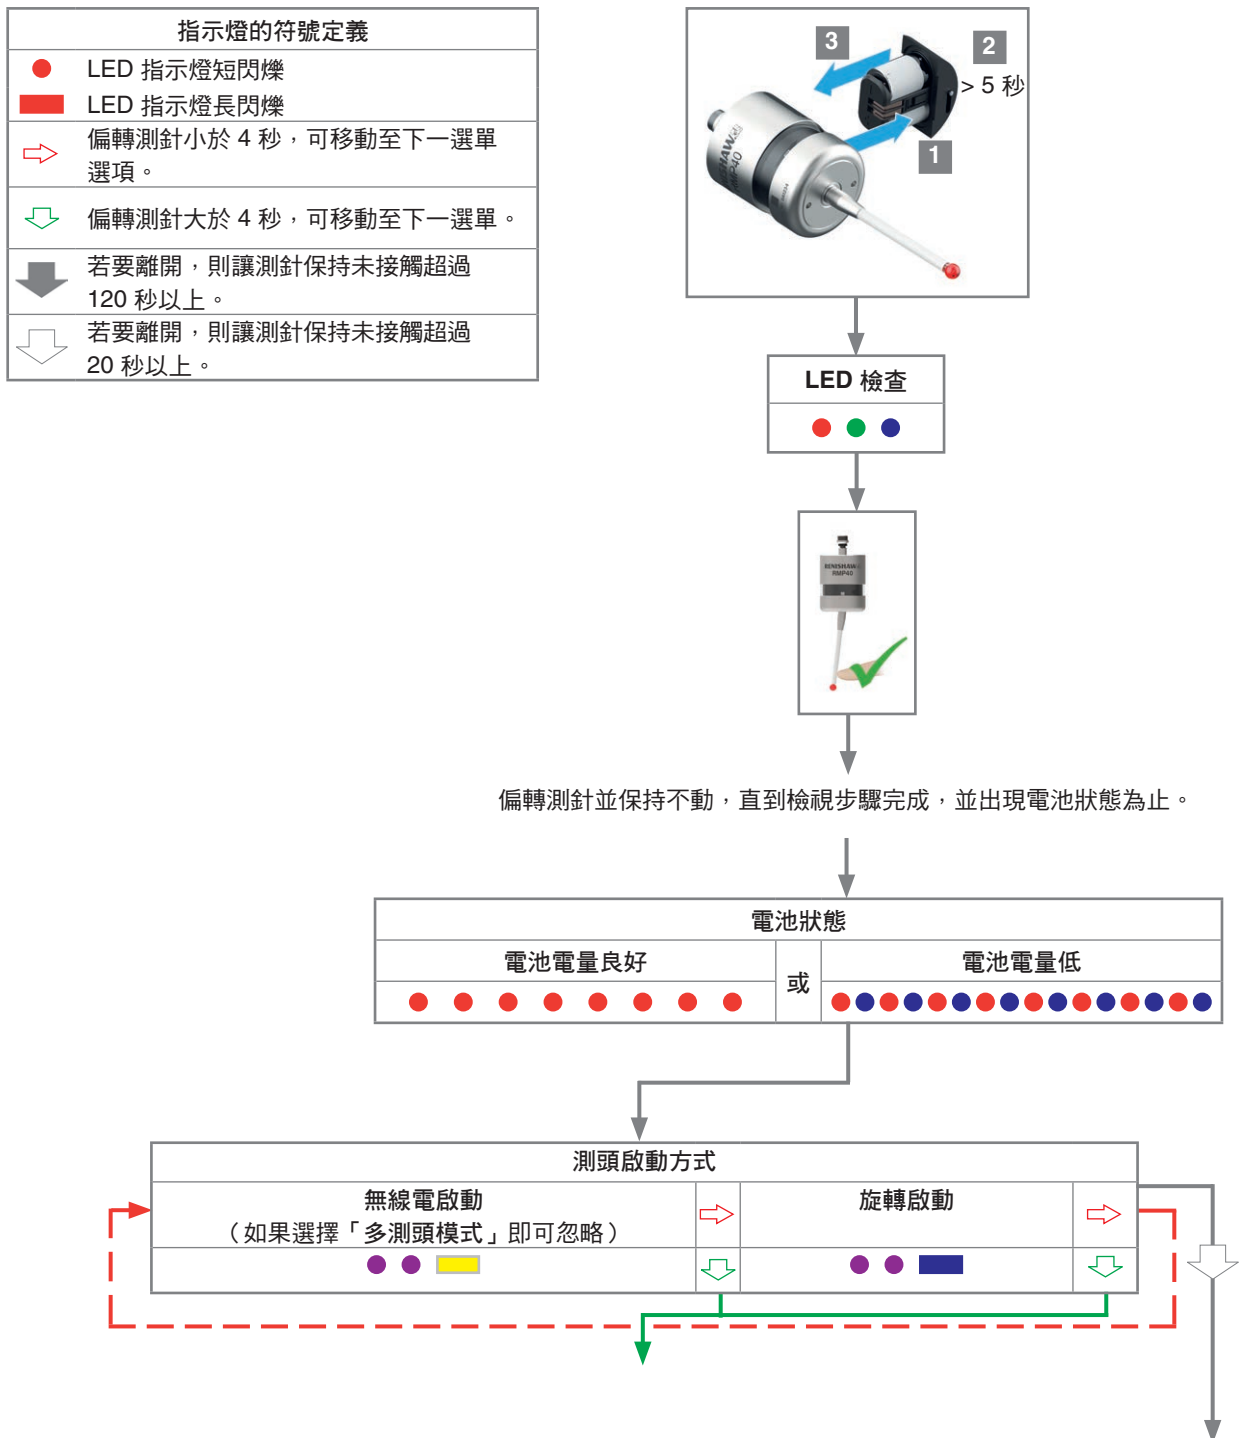 指示燈的符號定義
LED 指示燈短閃爍
LED 指示燈長閃爍
偏轉測針小於 4 秒，可移動至下一選單
選項。
偏轉測針大於 4 秒，可移動至下一選單。
若要離開，則讓測針保持未接觸超過
120 秒以上。
若要離開，則讓測針保持未接觸超過
20 秒以上。
3
2
> 5 秒
1
RENISHAW
RMP40
LED 檢查
RENISHAW
RMP40
偏轉測針並保持不動，直到檢視步驟完成，並出現電池狀態為止。
電池狀態
電池電量良好
或
電池電量低
測頭啟動方式
無線電啟動
（如果選擇「多測頭模式」即可忽略）
旋轉啟動